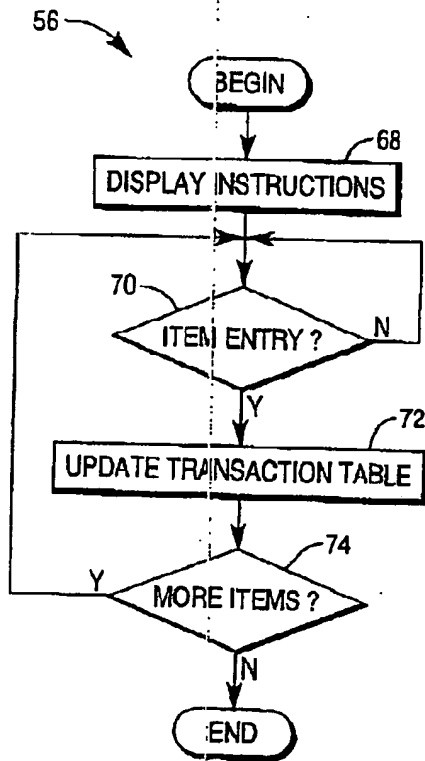 56
BEGIN
68
DISPLAY INSTRUCTIONS
70
ITEM ENTRY ?
N
Y
72
UPDATE TRANSACTION TABLE
74
Y
MORE ITEMS ?
N
END